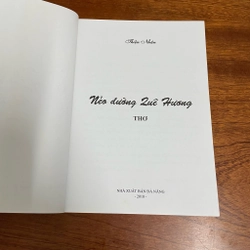 Thiện Nhân
Nẻo đường Quê Hương
THƠ
NHÀ XUẤT BẢN ĐÀ NẴNG
- 2018 -